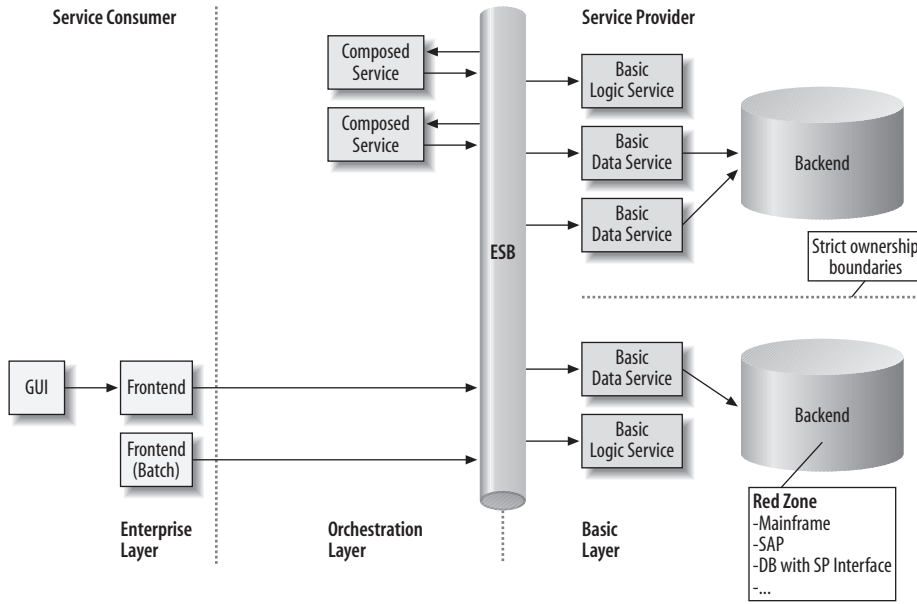 Service Consumer
Service Provider
Composed
Service
Basic
Logic Service
Composed
Service
Basic
Data Service
Backend
Basic
Data Service
ESB
Strict ownership
boundaries
Basic
Data Service
GUI
Frontend
Backend
Frontend
(Batch)
Basic
Logic Service
Red Zone
-Mainframe
-SAP
-DB with SP Interface
-...
Enterprise
Layer
Orchestration
Layer
Basic
Layer